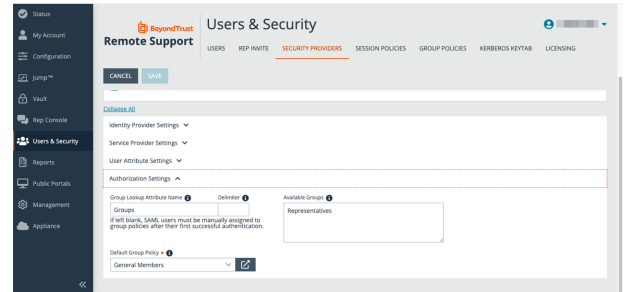 Status
My Account
Configuration
Jump™
Vault
Rep Console
Users & Security
Reports
Public Portals
Management
Appliance
BeyondTrust
Remote Support
Users & Security
USERS REP INVITE SECURITY PROVIDERS SESSION POLICIES GROUP POLICIES KERBEROS KEYTAB LICENSING
CANCEL SAVE
Collapse All
Identity Provider Settings
Service Provider Settings
User Attribute Settings
Authorization Settings
Group Lookup Attribute Name Delimiter Available Groups
Groups Representatives
If left blank, SAML users must be manually assigned to
group policies after their first successful authentication.
Default Group Policy
General Members